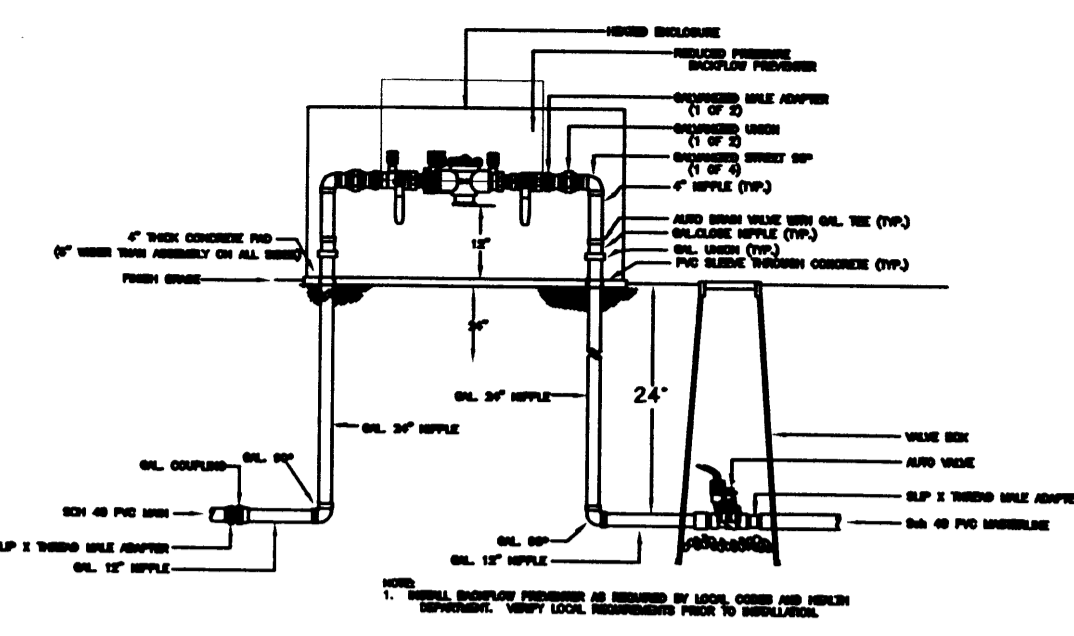 HEATED ENCLOSURE
REDUCED PRESSURE
BACKFLOW PREVENTER
GALVANIZED MALE ADAPTER
(1 OF 2)
GALVANIZED UNION
(1 OF 2)
GALVANIZED STREET 90°
(1 OF 4)
4" NIPPLE (TYP.)
AUTO DRAIN VALVE WITH GAL. TEE (TYP.)
GAL.CLOSE NIPPLE (TYP.)
GAL. UNION (TYP.)
PVC SLEEVE THROUGH CONCRETE (TYP.)
4" THICK CONCRETE PAD
WIDER THAN ASSEMBLY ON ALL SIDES)
FINISH GRADE
12"
24"
24"
GAL. 24" NIPPLE
GAL. 24" NIPPLE
VALVE BOX
AUTO VALVE
SLIP X THREAD MALE ADAPTE
Sch 40 PVC MASTERLINE
GAL. COUPLING
GAL. 90°
SCH 40 PVC MAIN
LIP X THREAD MALE ADAPTER
GAL. 12" NIPPLE
GAL. 90°
GAL. 12" NIPPLE
NOTE:
1. INSTALL BACKFLOW PREVENTER AS REQUIRED BY LOCAL CODES AND HEALTH
DEPARTMENT. VERIFY LOCAL REQUIREMENTS PRIOR TO INSTALLATION.